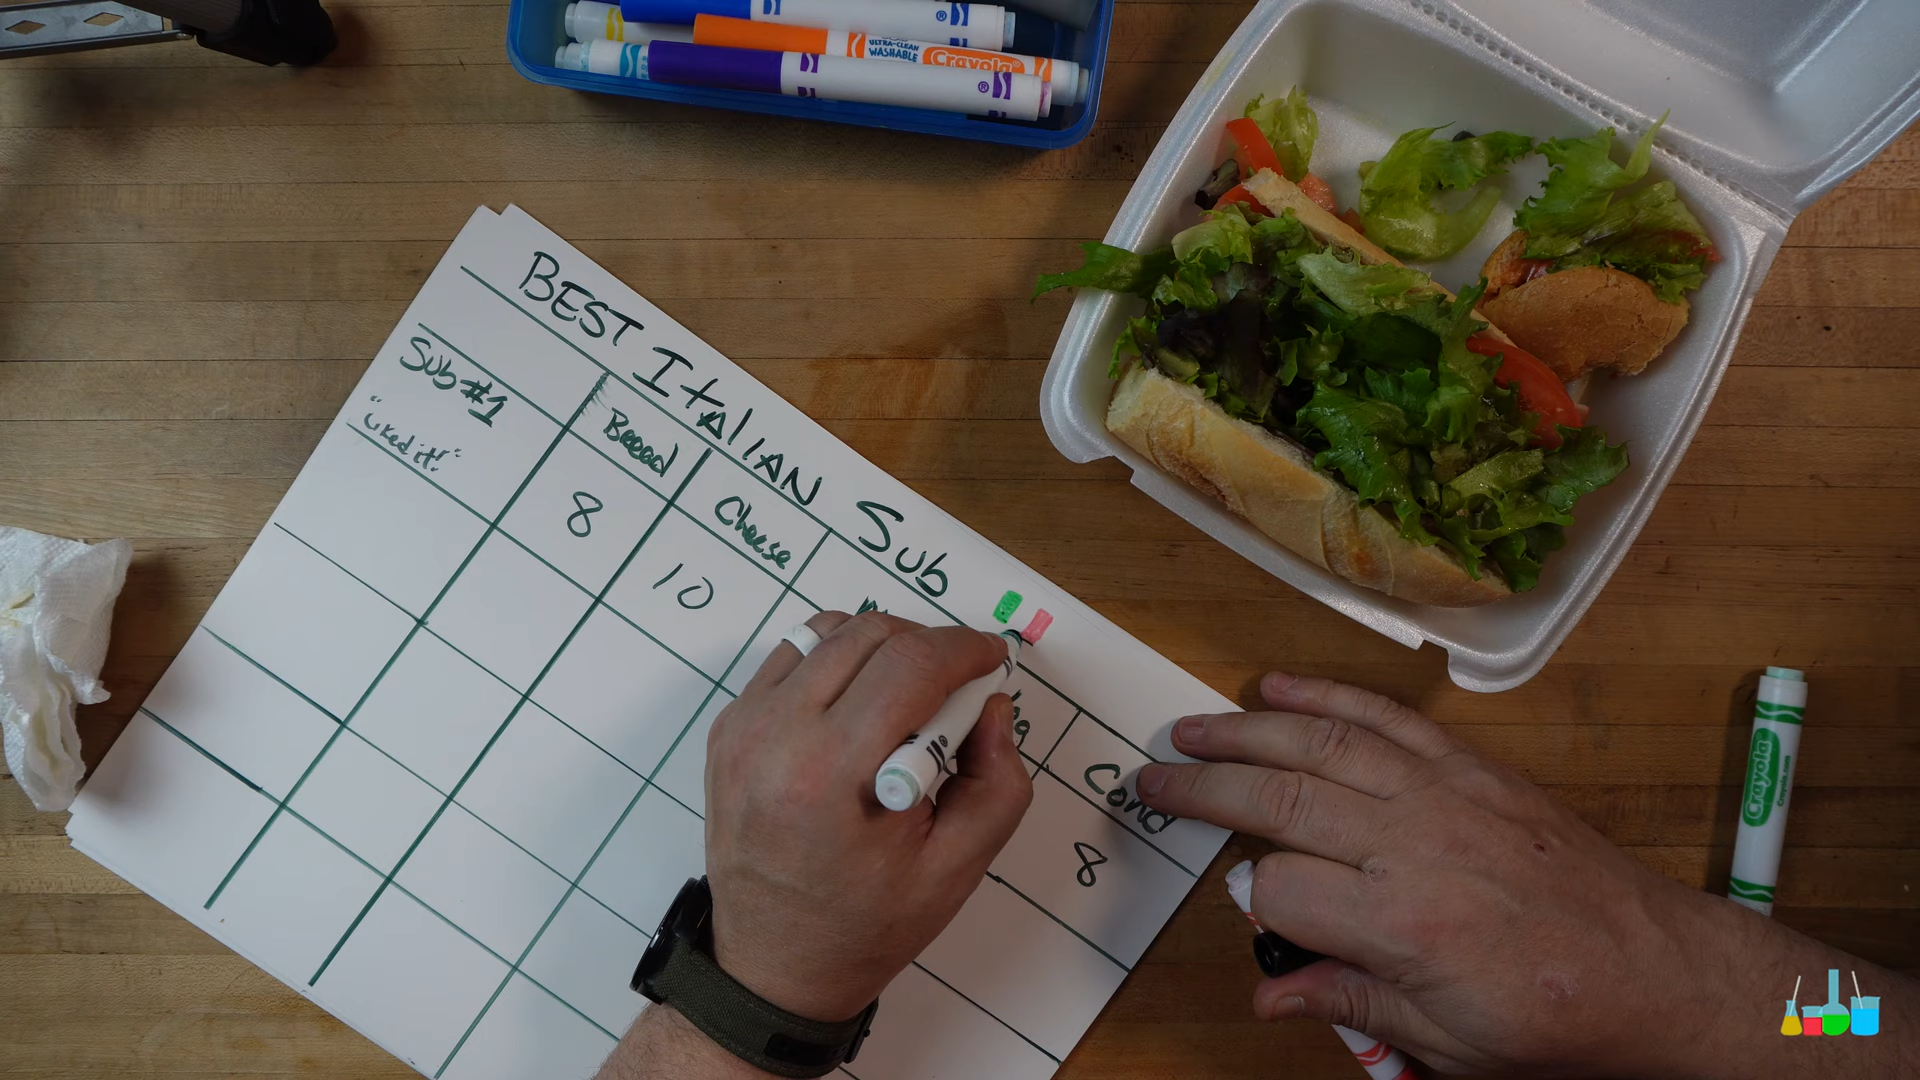 ULTRA-CLEAN
WASHABLE
Crayola
BEST ItALIAN Sub
Sub #1
"Liked it!"
Bread
Cheese
Cond
8
10
8
Crayola
Crayola.com